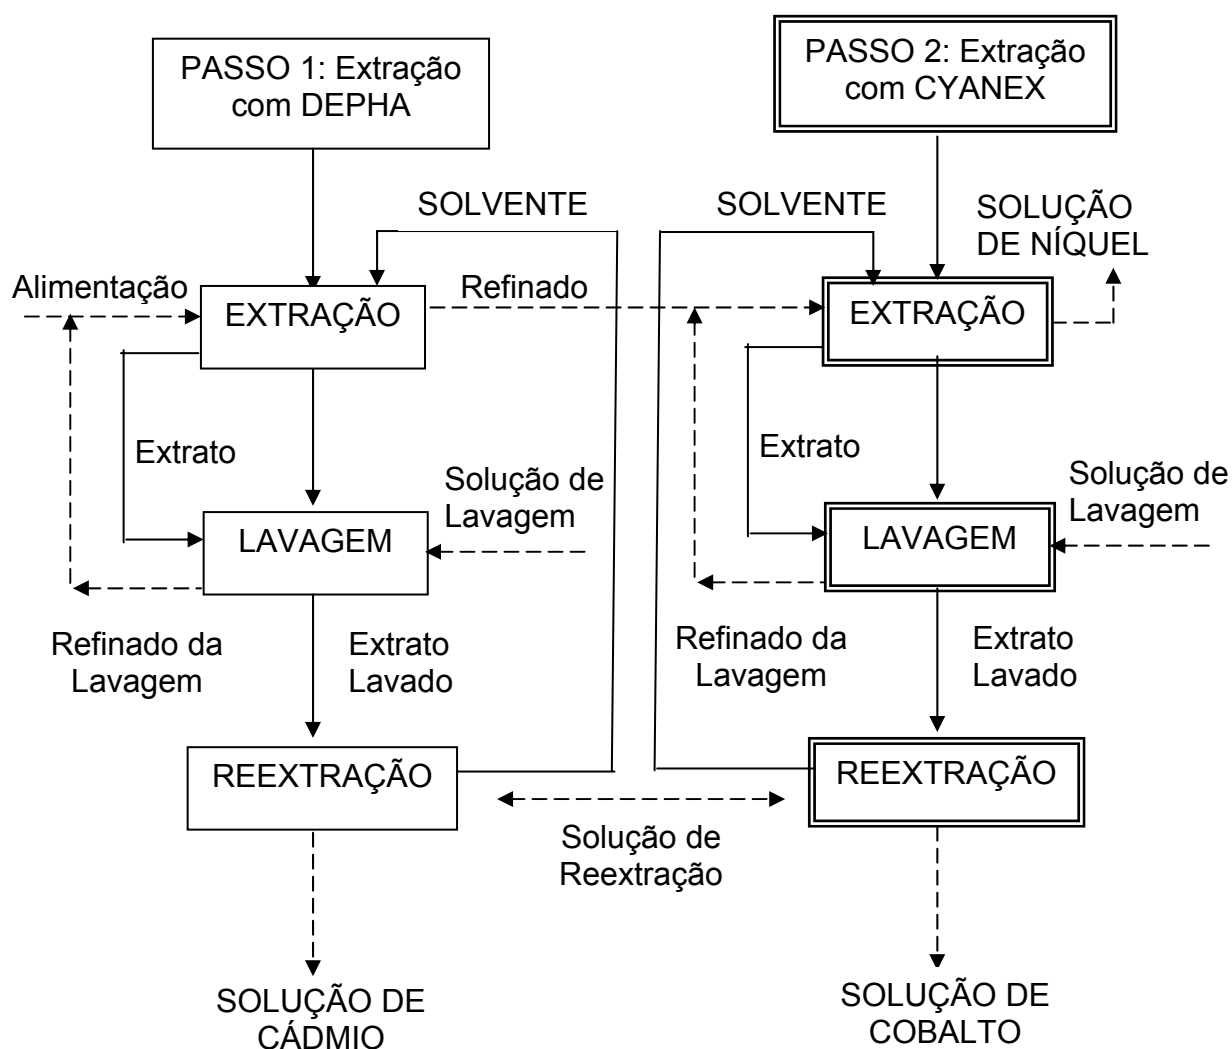 PASSO 1: Extração
com DEPHA
PASSO 2: Extração
com CYANEX
SOLVENTE
SOLVENTE
SOLUÇÃO
DE NÍQUEL
Alimentação
EXTRAÇÃO
Refinado
EXTRAÇÃO
Extrato
Extrato
Solução de
Lavagem
Solução de
Lavagem
LAVAGEM
LAVAGEM
Refinado da
Lavagem
Extrato
Lavado
Refinado da
Lavagem
Extrato
Lavado
REEXTRAÇÃO
REEXTRAÇÃO
Solução de
Reextração
SOLUÇÃO DE
CÁDMIO
SOLUÇÃO DE
COBALTO